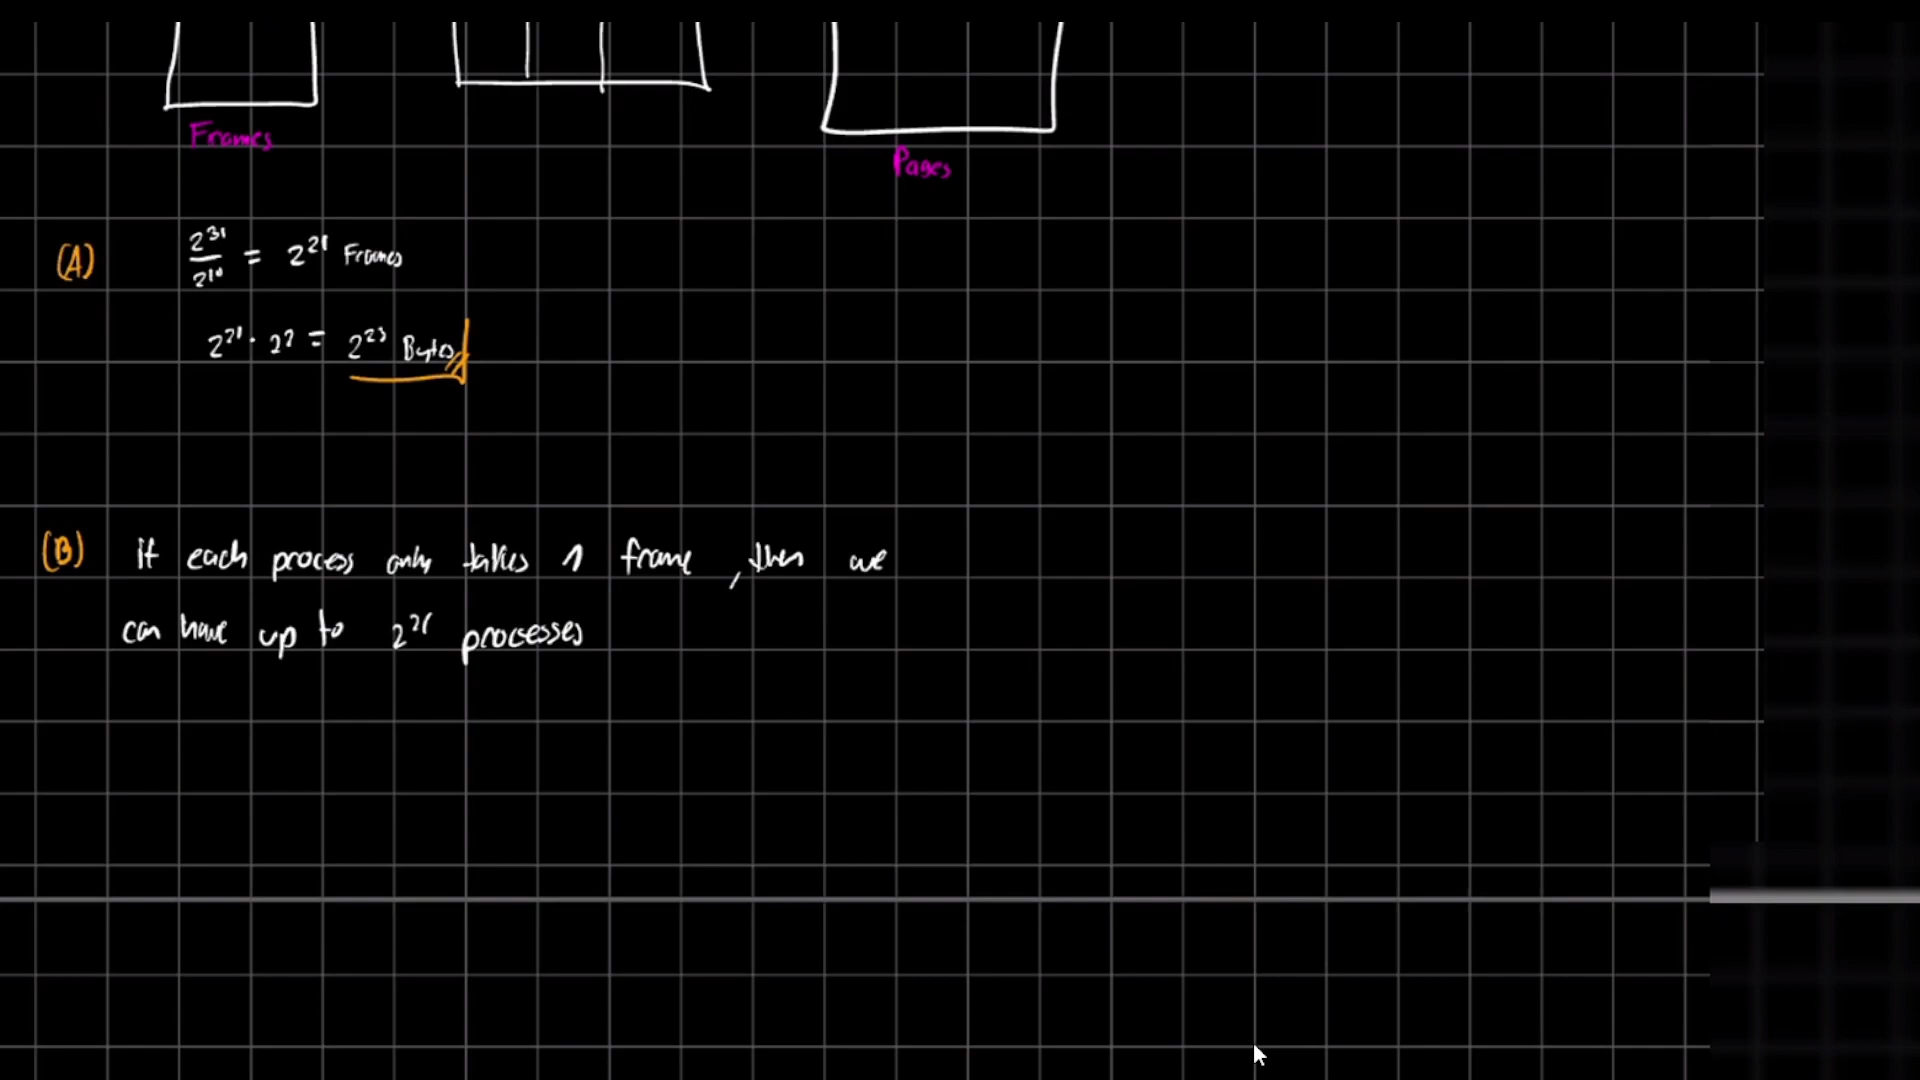 Frames
Pages
(A) 2^31 / 2^10 = 2^21 Frames
2^21 · 2^2 = 2^23 Bytes
(B) if each process only takes 1 frame, then we
can have up to 2^21 processes